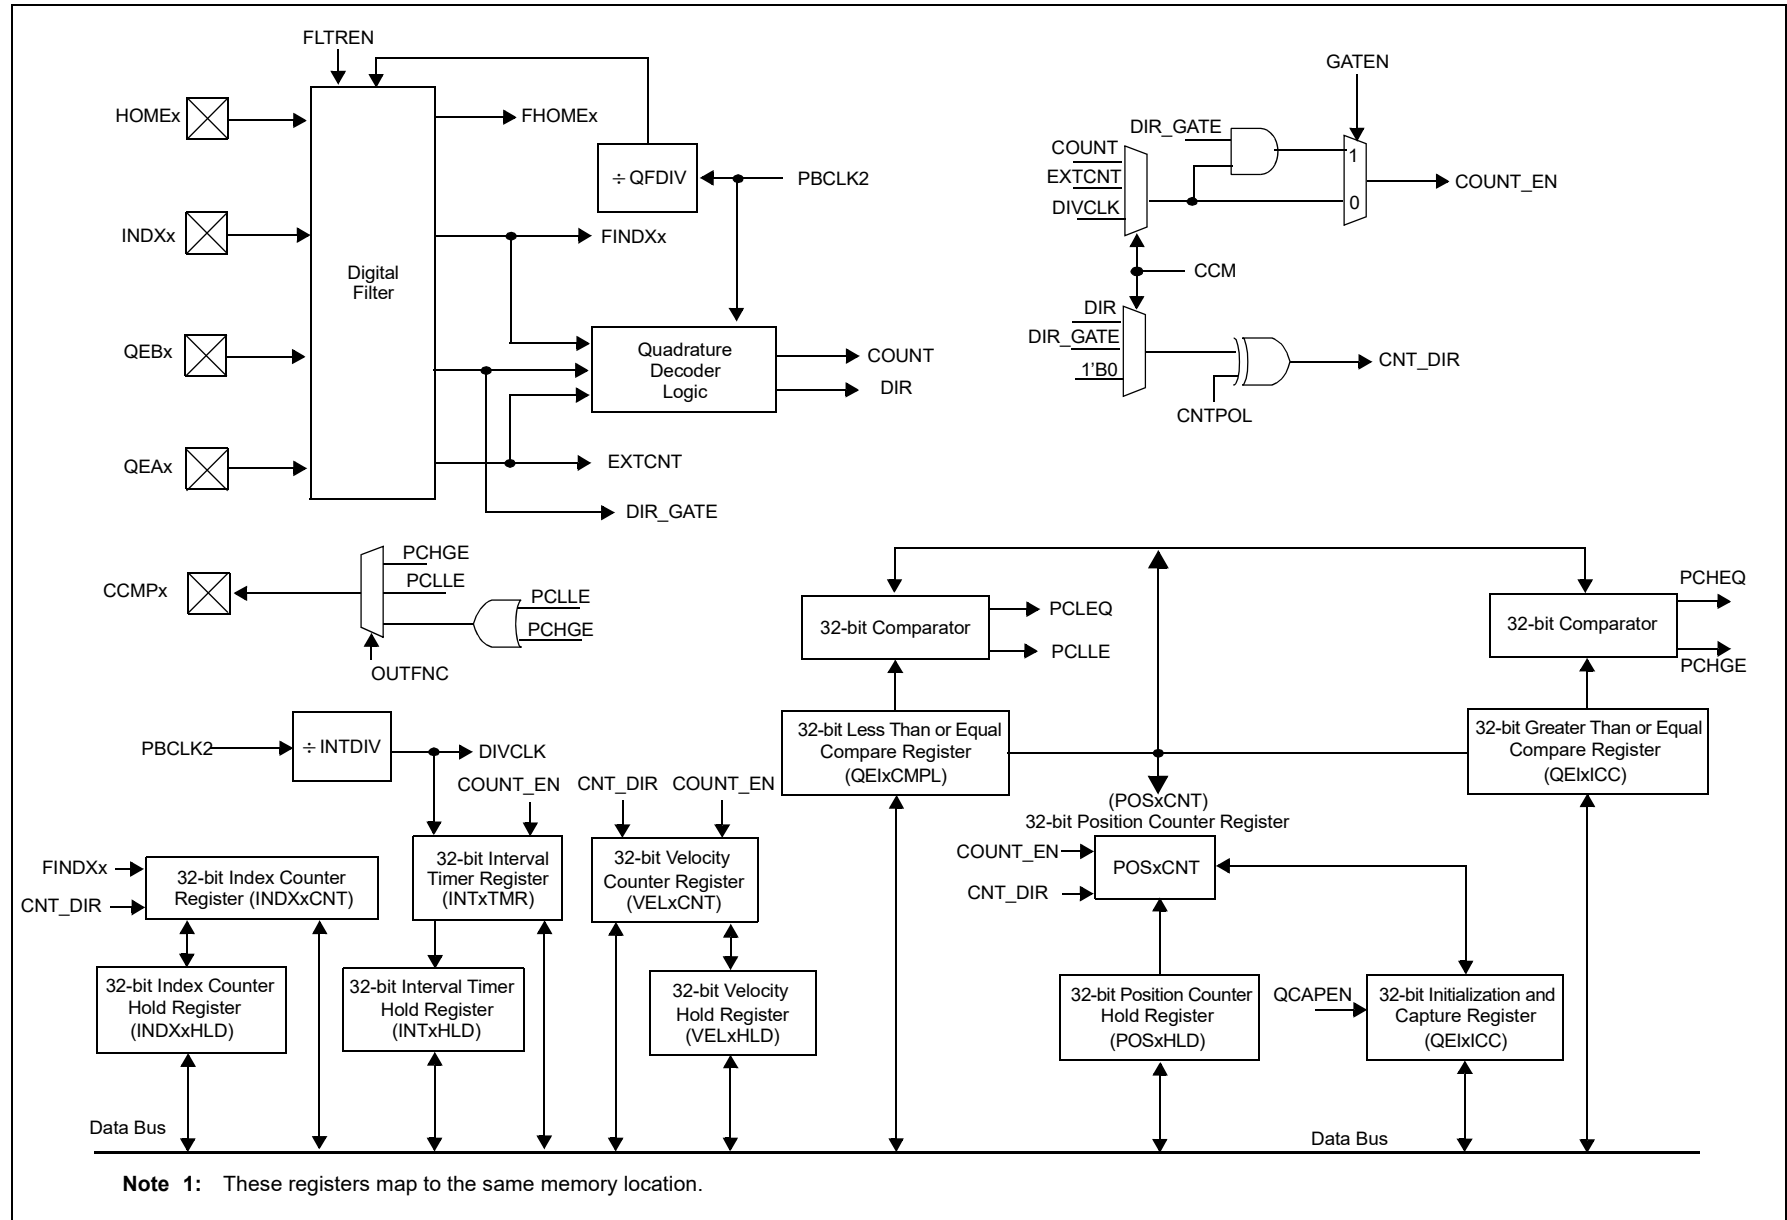 FLTREN
HOMEx
FHOMEx
÷ QFDIV
PBCLK2
INDXx
FINDXx
Digital
Filter
QEBx
Quadrature
Decoder
Logic
COUNT
DIR
QEAx
EXTCNT
DIR_GATE
GATEN
DIR_GATE
COUNT
EXTCNT
DIVCLK
1
0
COUNT_EN
CCM
DIR
DIR_GATE
1'B0
CNT_DIR
CNTPOL
CCMPx
PCHGE
PCLLE
PCLLE
PCHGE
OUTFNC
32-bit Comparator
PCLEQ
PCLLE
32-bit Comparator
PCHEQ
PCHGE
PBCLK2
÷ INTDIV
DIVCLK
COUNT_EN
CNT_DIR
COUNT_EN
32-bit Less Than or Equal
Compare Register
(QEIxCMPL)
32-bit Greater Than or Equal
Compare Register
(QEIxICC)
(POSxCNT)
32-bit Position Counter Register
COUNT_EN
CNT_DIR
POSxCNT
FINDXx
CNT_DIR
32-bit Index Counter
Register (INDXxCNT)
32-bit Interval
Timer Register
(INTxTMR)
32-bit Velocity
Counter Register
(VELxCNT)
32-bit Index Counter
Hold Register
(INDXxHLD)
32-bit Interval Timer
Hold Register
(INTxHLD)
32-bit Velocity
Hold Register
(VELxHLD)
32-bit Position Counter
Hold Register
(POSxHLD)
QCAPEN
32-bit Initialization and
Capture Register
(QEIxICC)
Data Bus
Data Bus
Note 1: These registers map to the same memory location.